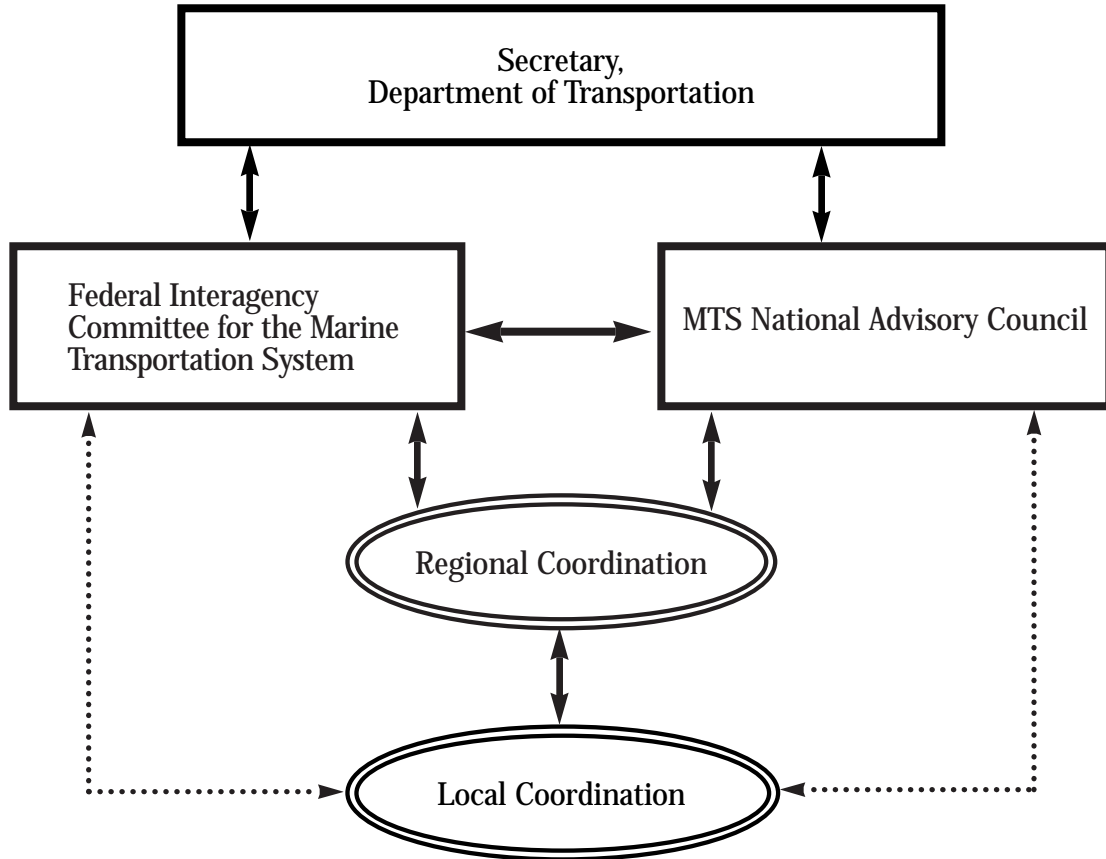 Secretary,
Department of Transportation
Federal Interagency
Committee for the Marine
Transportation System
MTS National Advisory Council
Regional Coordination
Local Coordination